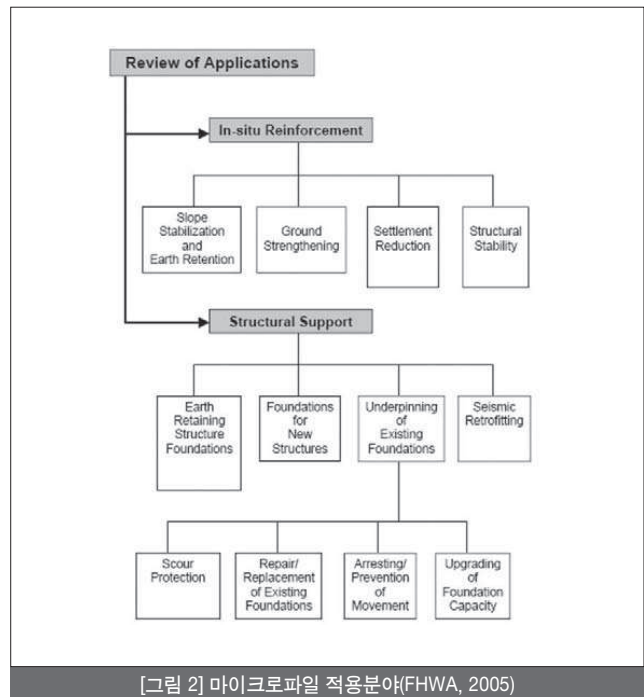 Review of Applications
In-situ Reinforcement
Slope
Stabilization
and
Earth Retention
Ground
Strengthening
Settlement
Reduction
Structural
Stability
Structural Support
Earth
Retaining
Structure
Foundations
Foundations
for
New
Structures
Underpinning
of
Existing
Foundations
Seismic
Retrofitting
Scour
Protection
Repair/
Replacement
of Existing
Foundations
Arresting/
Prevention
of
Movement
Upgrading
of
Foundation
Capacity
[그림 2] 마이크로파일 적용분야(FHWA, 2005)